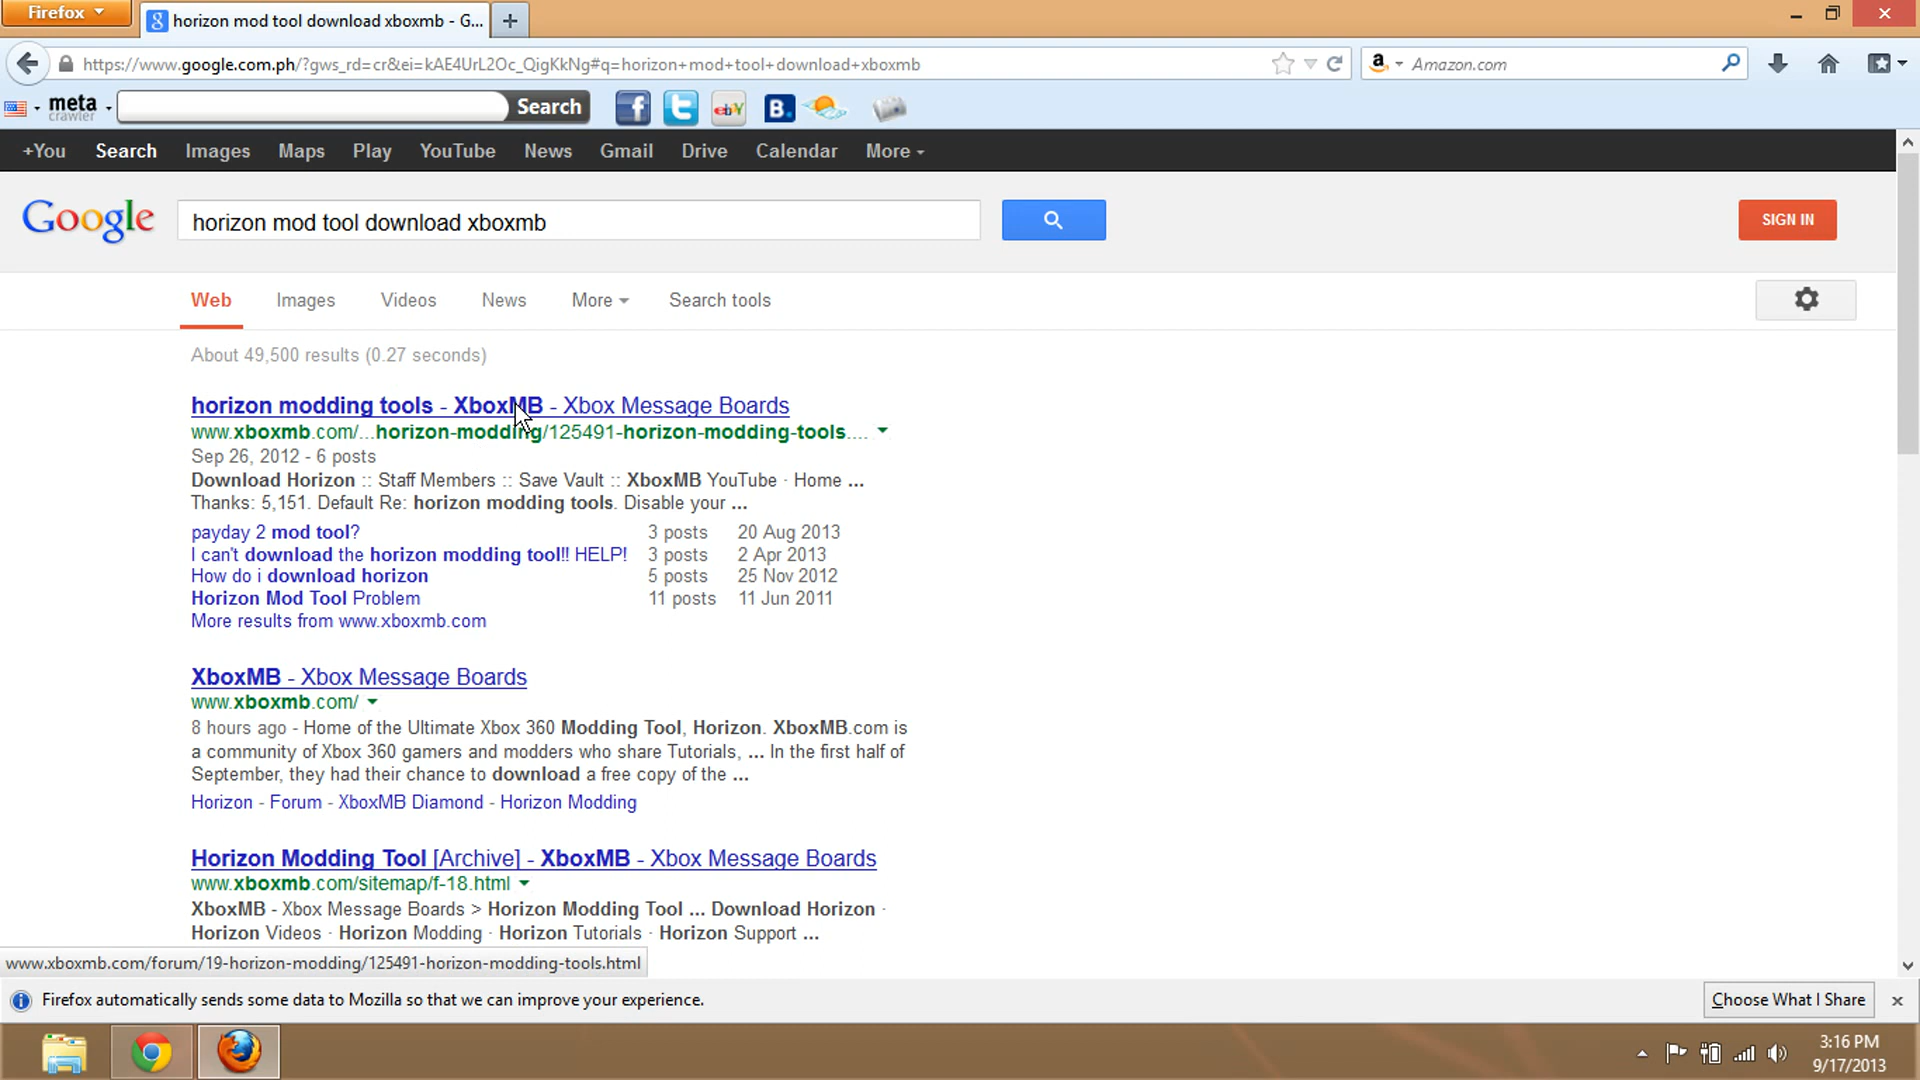 Firefox
horizon mod tool download xboxmb - G...
https://www.google.com.ph/?gws_rd=cr&ei=kAE4UrL2Oc_QigKkNg#q=horizon+mod+tool+download+xboxmb
Amazon.com
meta
crawler
Search
ebY
B.
+You Search Images Maps Play YouTube News Gmail Drive Calendar More
Google
horizon mod tool download xboxmb
SIGN IN
Web Images Videos News More Search tools
About 49,500 results (0.27 seconds)
horizon modding tools - XboxMB - Xbox Message Boards
www.xboxmb.com/...horizon-modding/125491-horizon-modding-tools....
Sep 26, 2012 - 6 posts
Download Horizon :: Staff Members :: Save Vault :: XboxMB YouTube · Home ...
Thanks: 5,151. Default Re: horizon modding tools. Disable your ...
payday 2 mod tool? 3 posts 20 Aug 2013
I can't download the horizon modding tool!! HELP! 3 posts 2 Apr 2013
How do i download horizon 5 posts 25 Nov 2012
Horizon Mod Tool Problem 11 posts 11 Jun 2011
More results from www.xboxmb.com
XboxMB - Xbox Message Boards
www.xboxmb.com/
8 hours ago - Home of the Ultimate Xbox 360 Modding Tool, Horizon. XboxMB.com is
a community of Xbox 360 gamers and modders who share Tutorials, ... In the first half of
September, they had their chance to download a free copy of the ...
Horizon - Forum - XboxMB Diamond - Horizon Modding
Horizon Modding Tool [Archive] - XboxMB - Xbox Message Boards
www.xboxmb.com/sitemap/f-18.html
XboxMB - Xbox Message Boards > Horizon Modding Tool ... Download Horizon ·
Horizon Videos · Horizon Modding · Horizon Tutorials · Horizon Support ...
www.xboxmb.com/forum/19-horizon-modding/125491-horizon-modding-tools.html
Firefox automatically sends some data to Mozilla so that we can improve your experience.
Choose What I Share
3:16 PM
9/17/2013